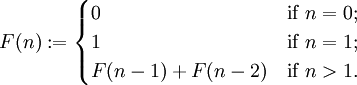 F(n) := { 0 if n = 0;
1 if n = 1;
F(n − 1) + F(n − 2) if n > 1.